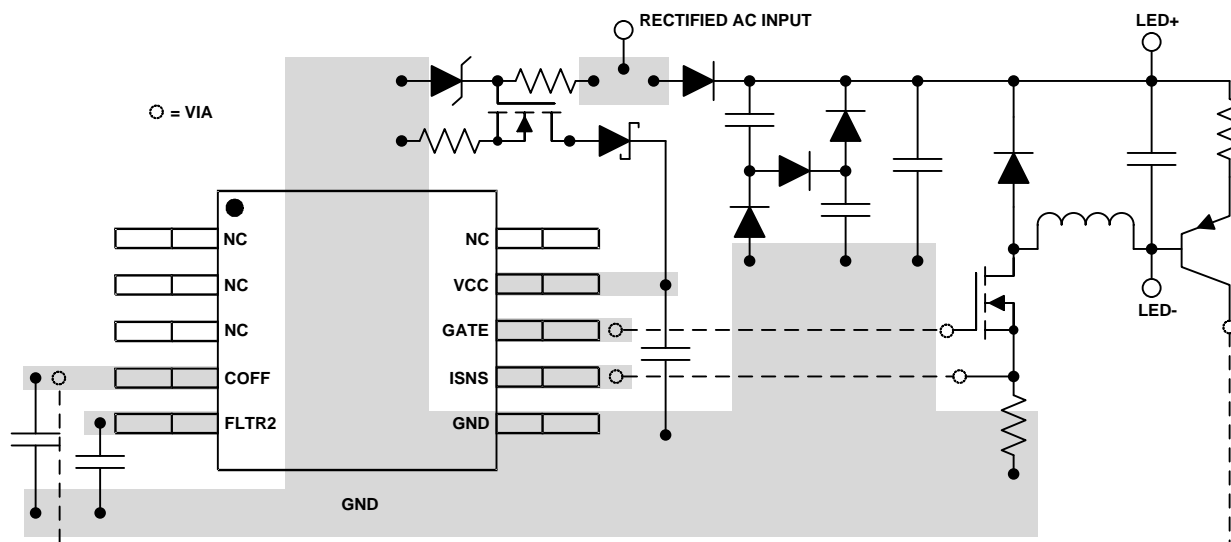 RECTIFIED AC INPUT
LED+
= VIA
NC
NC
VCC
NC
GATE
NC
LED-
COFF
ISNS
FLTR2
GND
GND